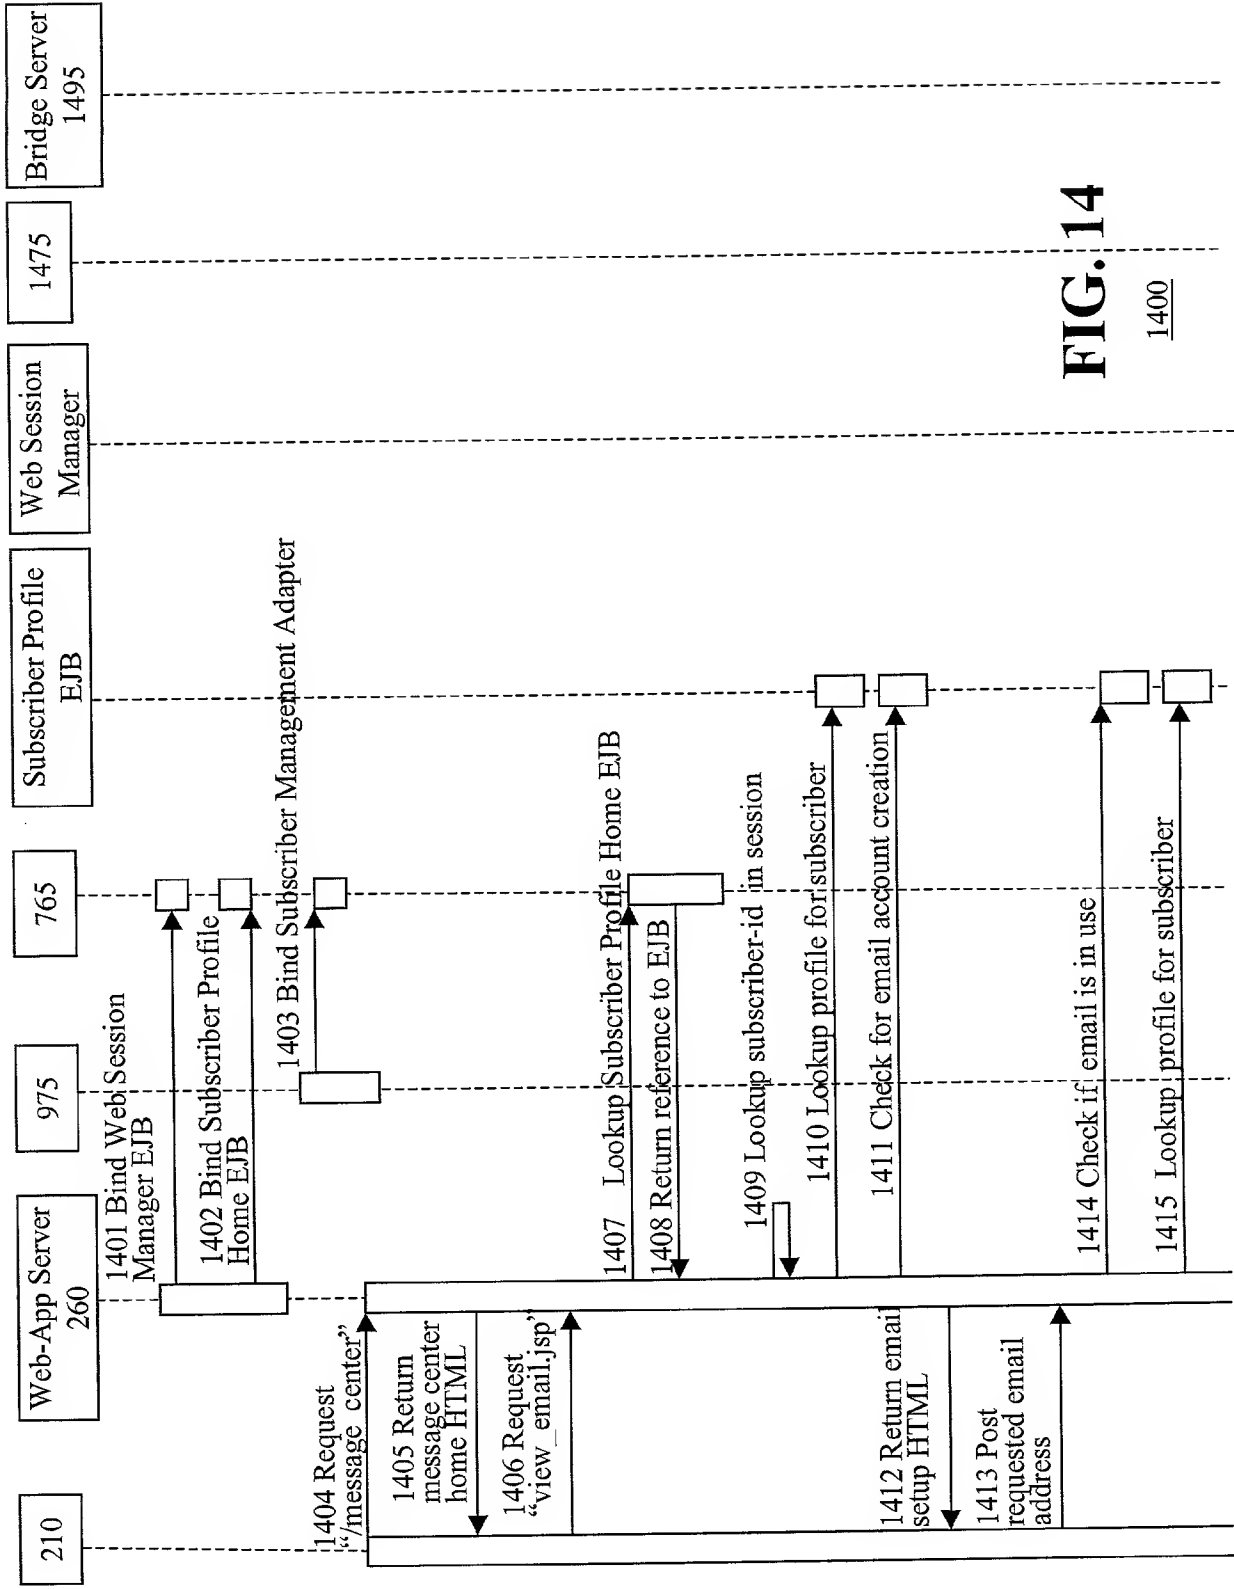 210
Web-App Server
260
975
765
Subscriber Profile
EJB
Web Session
Manager
1475
Bridge Server
1495
1401 Bind Web Session
Manager EJB
1402 Bind Subscriber Profile
Home EJB
1403 Bind Subscriber Management Adapter
1404 Request
“/message_center”
1405 Return
message center
home HTML
1406 Request
“view_email.jsp”
1407 Lookup Subscriber Profile Home EJB
1408 Return reference to EJB
1409 Lookup subscriber-id in session
1410 Lookup profile for subscriber
1411 Check for email account creation
1412 Return email
setup HTML
1413 Post
requested email
address
1414 Check if email is in use
1415 Lookup profile for subscriber
FIG. 14
1400